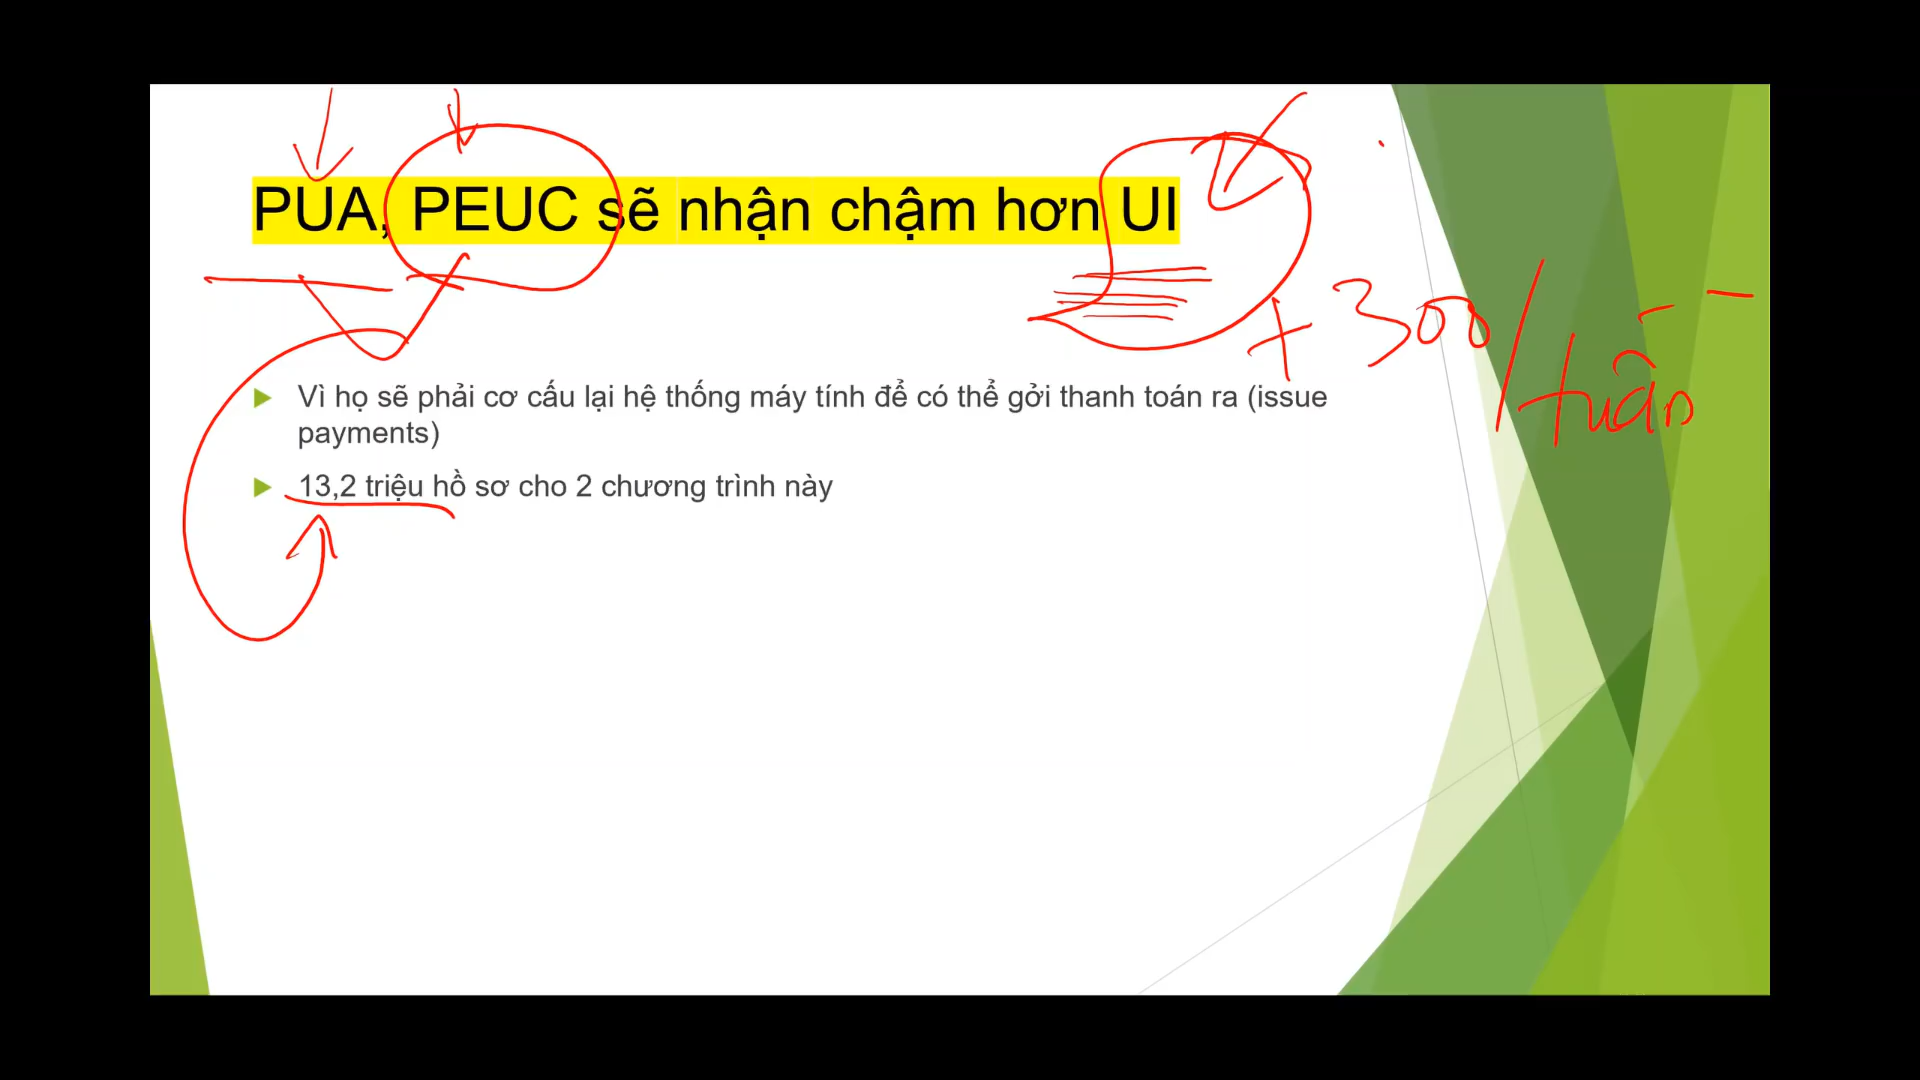 PUA, PEUC sẽ nhận chậm hơn UI
+ 300/tuần
Vì họ sẽ phải cơ cấu lại hệ thống máy tính để có thể gởi thanh toán ra (issue
payments)
13,2 triệu hồ sơ cho 2 chương trình này